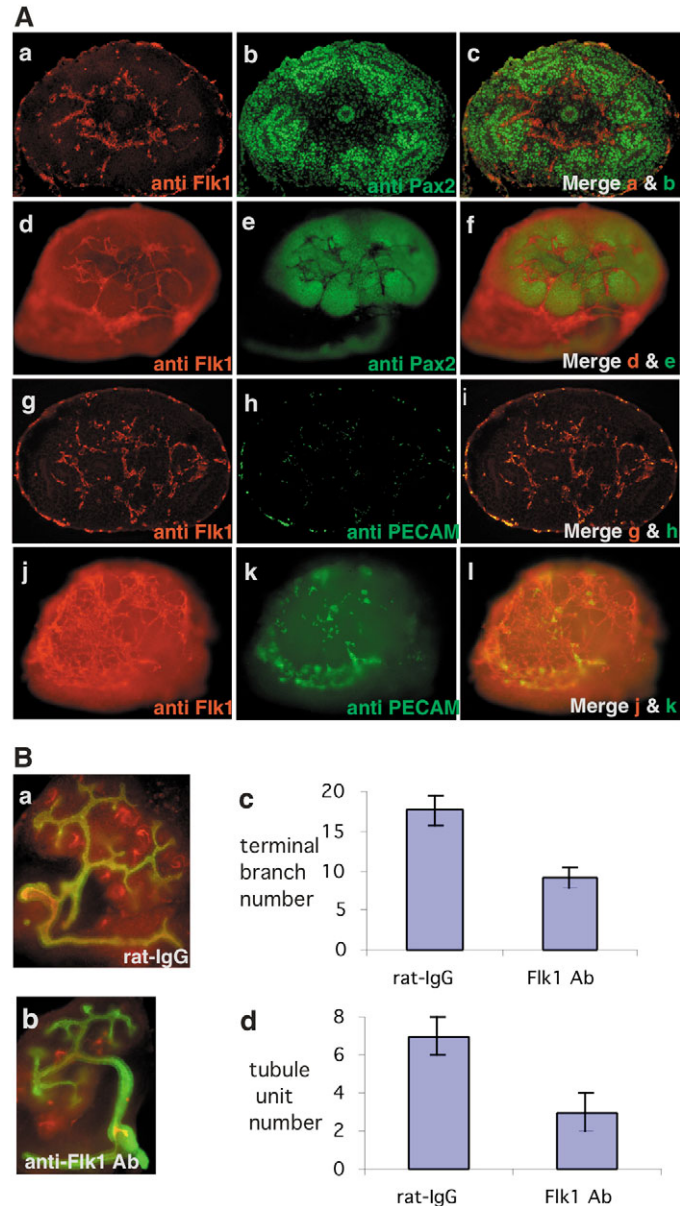 A
a
anti Flk1
b
anti Pax2
c
Merge a & b
d
anti Flk1
e
anti Pax2
f
Merge d & e
g
anti Flk1
h
anti PECAM
i
Merge g & h
j
anti Flk1
k
anti PECAM
l
Merge j & k
B
a
rat-IgG
b
anti-Flk1 Ab
c
terminal
branch
number
20
15
10
5
0
rat-IgG
Flk1 Ab
d
tubule
unit
number
8
6
4
2
0
rat-IgG
Flk1 Ab